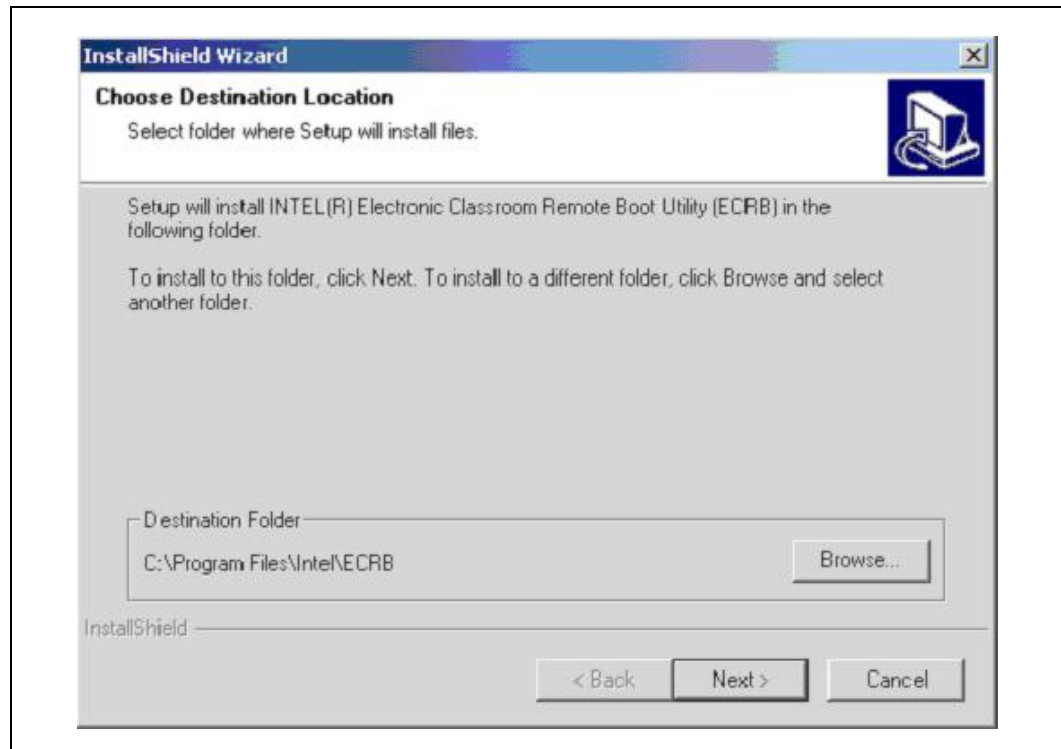 InstallShield Wizard
Choose Destination Location
Select folder where Setup will install files.
Setup will install INTEL(R) Electronic Classroom Remote Boot Utility (ECRB) in the
following folder.
To install to this folder, click Next. To install to a different folder, click Browse and select
another folder.
Destination Folder
C:\Program Files\Intel\ECRB
Browse...
InstallShield
< Back
Next >
Cancel